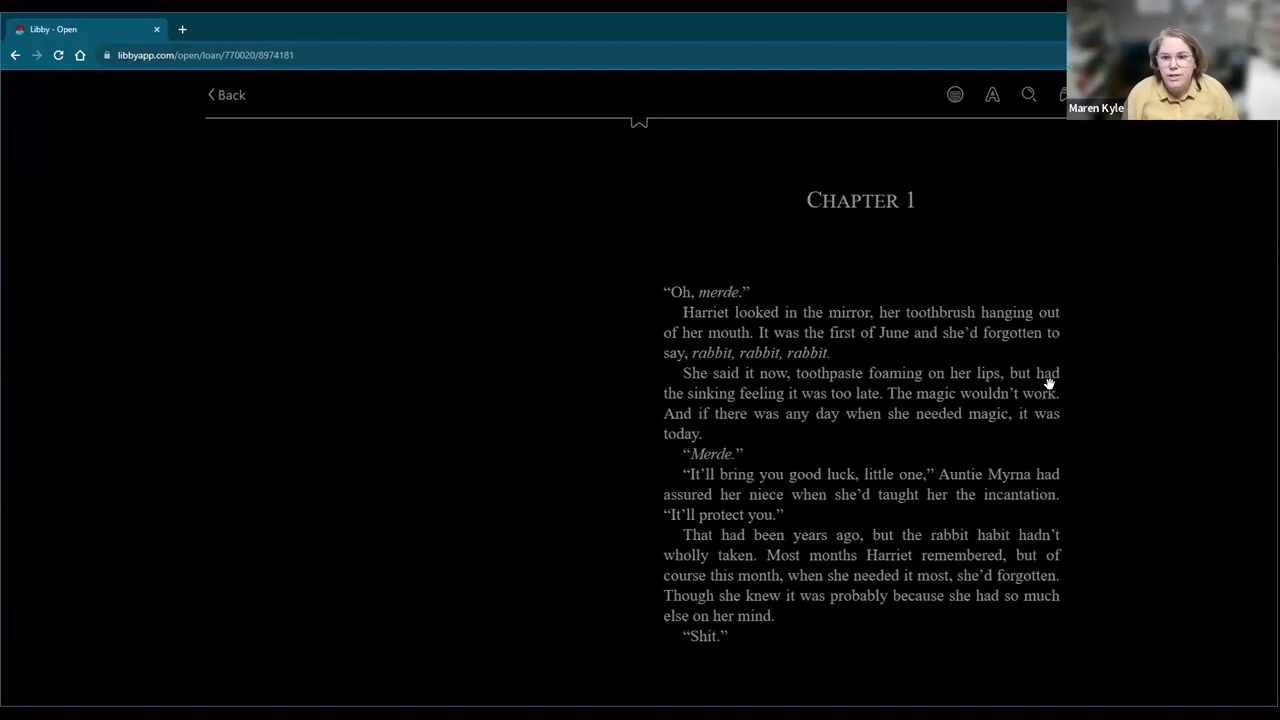 Libby - Open
libbyapp.com/open/loan/770020/8974181
Maren Kyle
Back
CHAPTER 1
“Oh, merde.”
Harriet looked in the mirror, her toothbrush hanging out
of her mouth. It was the first of June and she’d forgotten to
say, rabbit, rabbit, rabbit.
She said it now, toothpaste foaming on her lips, but had
the sinking feeling it was too late. The magic wouldn’t work.
And if there was any day when she needed magic, it was
today.
“Merde.”
“It’ll bring you good luck, little one,” Auntie Myrna had
assured her niece when she’d taught her the incantation.
“It’ll protect you.”
That had been years ago, but the rabbit habit hadn’t
wholly taken. Most months Harriet remembered, but of
course this month, when she needed it most, she’d forgotten.
Though she knew it was probably because she had so much
else on her mind.
“Shit.”